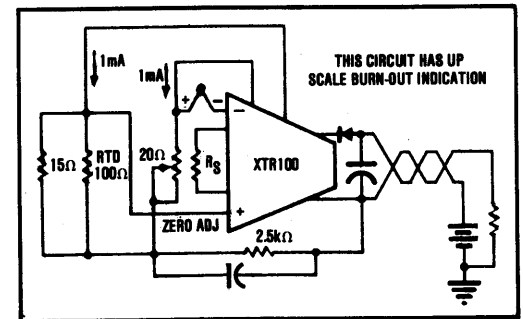 1mA
1mA
THIS CIRCUIT HAS UP
SCALE BURN-OUT INDICATION
+
−
−
15Ω
RTD
100Ω
20Ω
RS
XTR100
+
ZERO ADJ
2.5kΩ